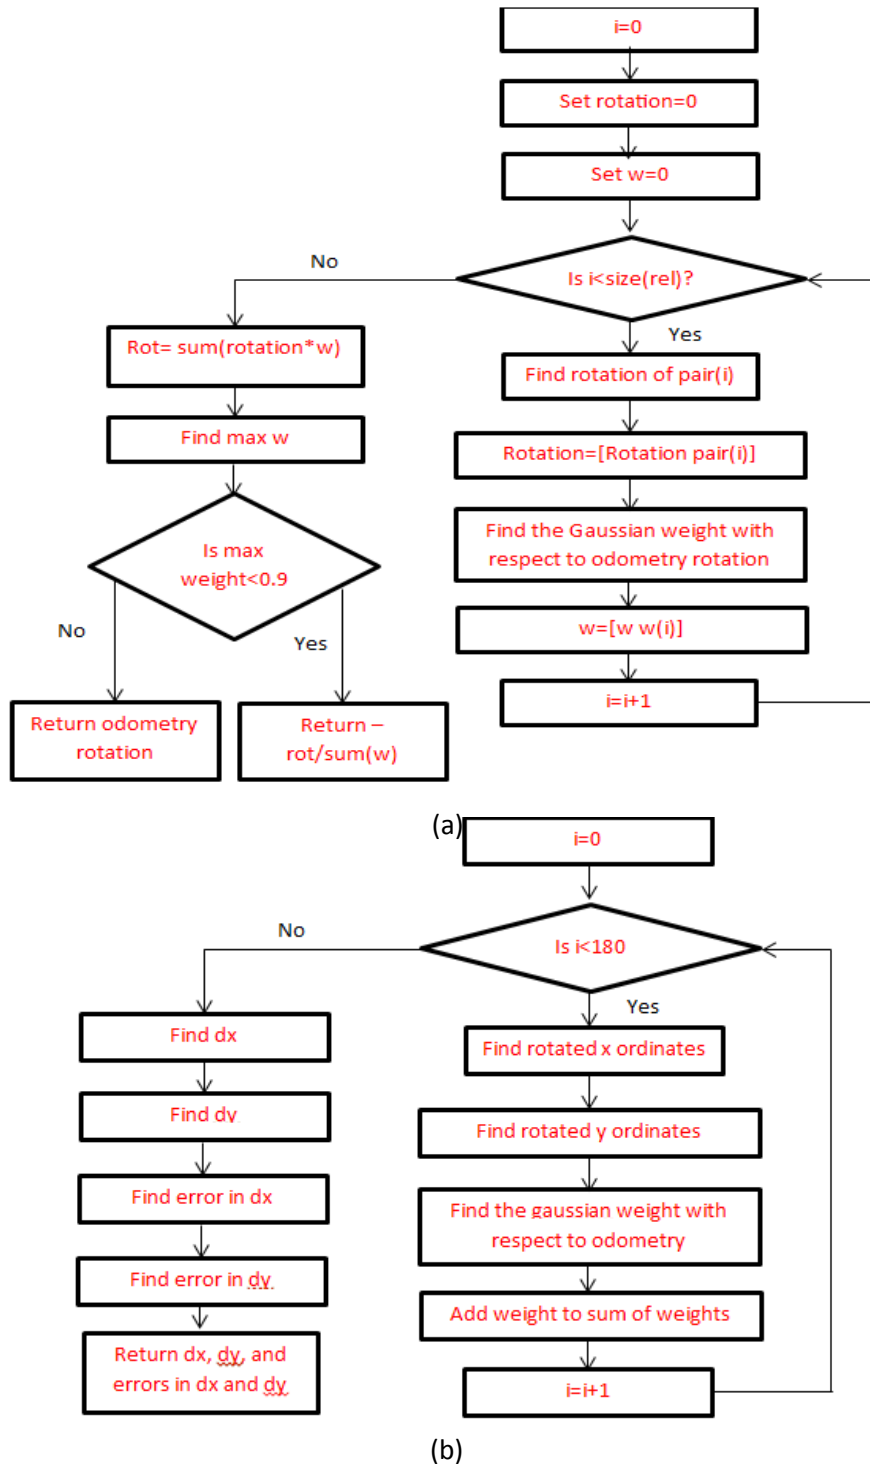 i=0
Set rotation=0
Set w=0
Is i<size(rel)?
No
Yes
Rot= sum(rotation*w)
Find max w
Is max
weight<0.9
No
Yes
Return odometry
rotation
Return –
rot/sum(w)
Find rotation of pair(i)
Rotation=[Rotation pair(i)]
Find the Gaussian weight with
respect to odometry rotation
w=[w w(i)]
i=i+1
(a)
i=0
Is i<180
No
Yes
Find dx
Find dy
Find error in dx
Find error in dy
Return dx, dy, and
errors in dx and dy
Find rotated x ordinates
Find rotated y ordinates
Find the gaussian weight with
respect to odometry
Add weight to sum of weights
i=i+1
(b)